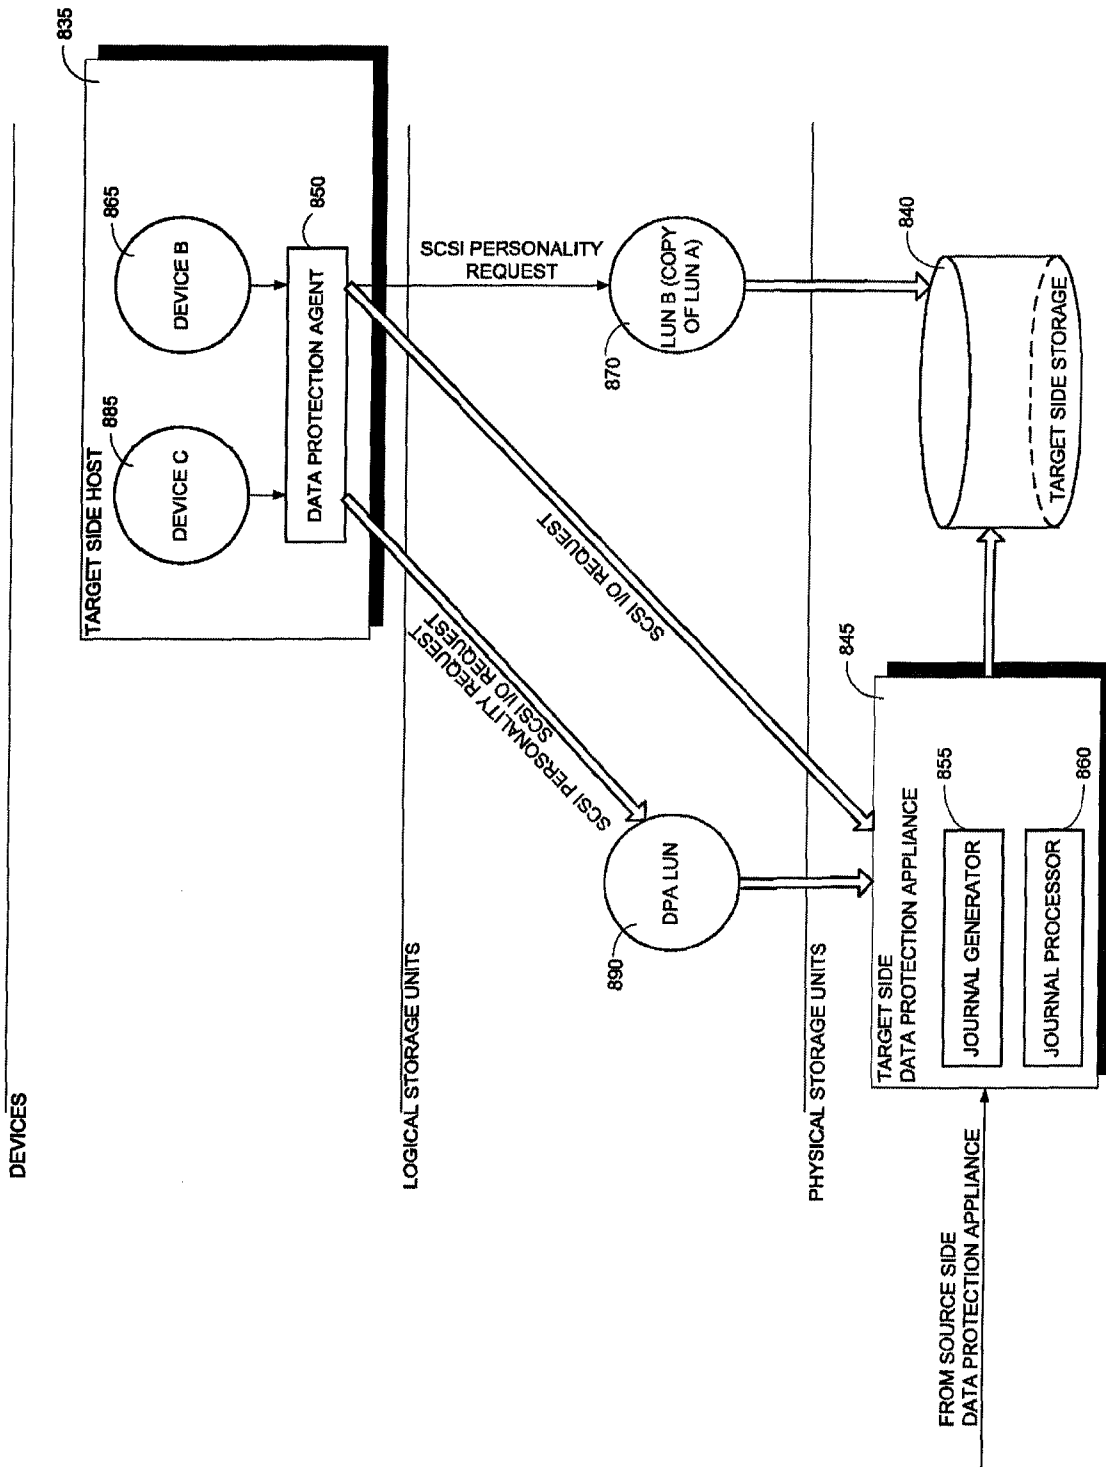 DEVICES
835
TARGET SIDE HOST
885
865
DEVICE C
DEVICE B
850
DATA PROTECTION AGENT
LOGICAL STORAGE UNITS
SCSI PERSONALITY
REQUEST
SCSI PERSONALITY REQUEST
SCSI I/O REQUEST
SCSI I/O REQUEST
890
DPA LUN
870
LUN B (COPY
OF LUN A)
PHYSICAL STORAGE UNITS
845
840
TARGET SIDE
DATA PROTECTION APPLIANCE
855
JOURNAL GENERATOR
860
JOURNAL PROCESSOR
TARGET SIDE STORAGE
FROM SOURCE SIDE
DATA PROTECTION APPLIANCE